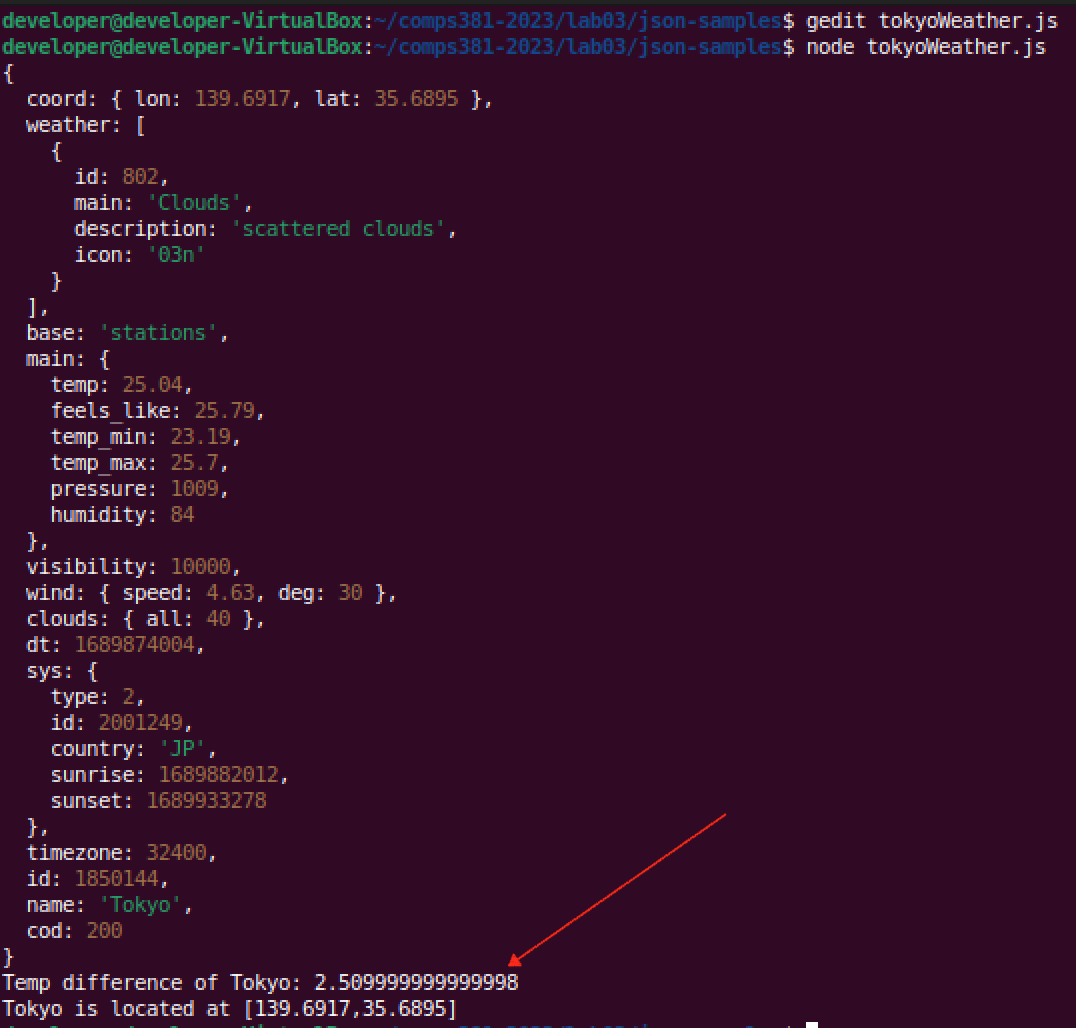 developer@developer-VirtualBox:~/comps381-2023/lab03/json-samples$ gedit tokyoWeather.js
developer@developer-VirtualBox:~/comps381-2023/lab03/json-samples$ node tokyoWeather.js
{
  coord: { lon: 139.6917, lat: 35.6895 },
  weather: [
    {
      id: 802,
      main: 'Clouds',
      description: 'scattered clouds',
      icon: '03n'
    }
  ],
  base: 'stations',
  main: {
    temp: 25.04,
    feels_like: 25.79,
    temp_min: 23.19,
    temp_max: 25.7,
    pressure: 1009,
    humidity: 84
  },
  visibility: 10000,
  wind: { speed: 4.63, deg: 30 },
  clouds: { all: 40 },
  dt: 1689874004,
  sys: {
    type: 2,
    id: 2001249,
    country: 'JP',
    sunrise: 1689882012,
    sunset: 1689933278
  },
  timezone: 32400,
  id: 1850144,
  name: 'Tokyo',
  cod: 200
}
Temp difference of Tokyo: 2.509999999999998
Tokyo is located at [139.6917,35.6895]